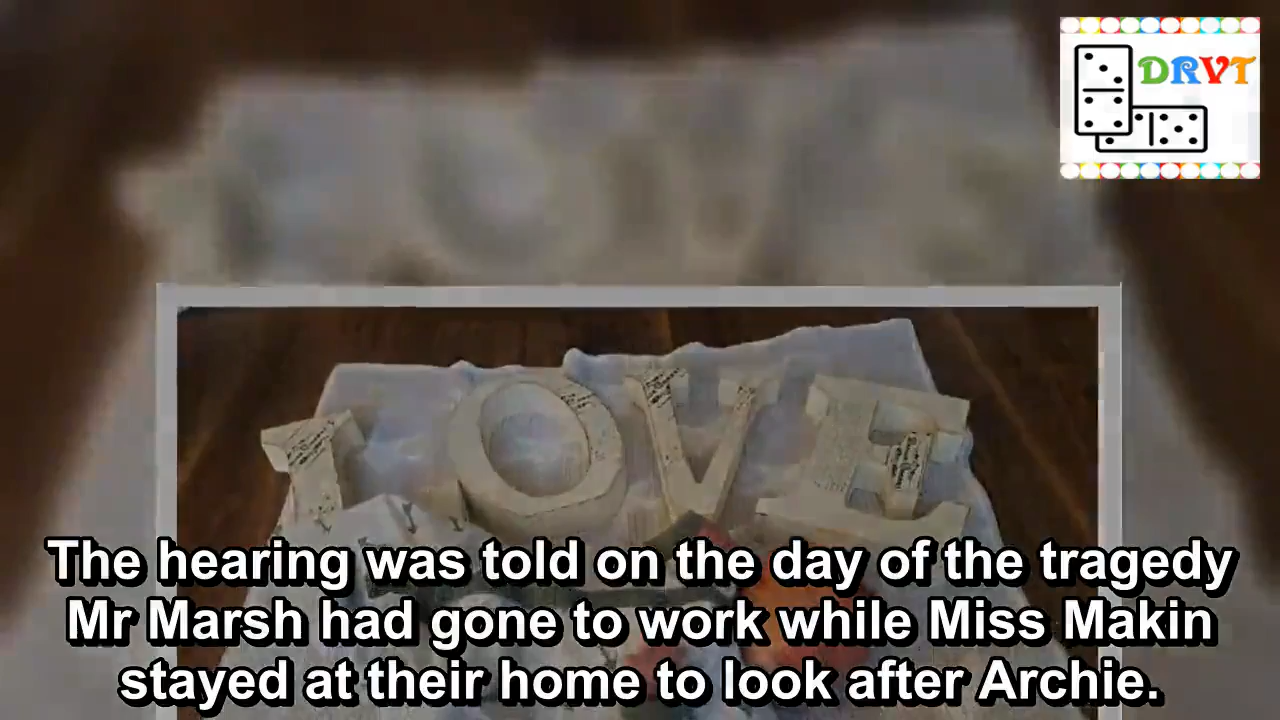 DRVT
LOVE
The hearing was told on the day of the tragedy
Mr Marsh had gone to work while Miss Makin
stayed at their home to look after Archie.